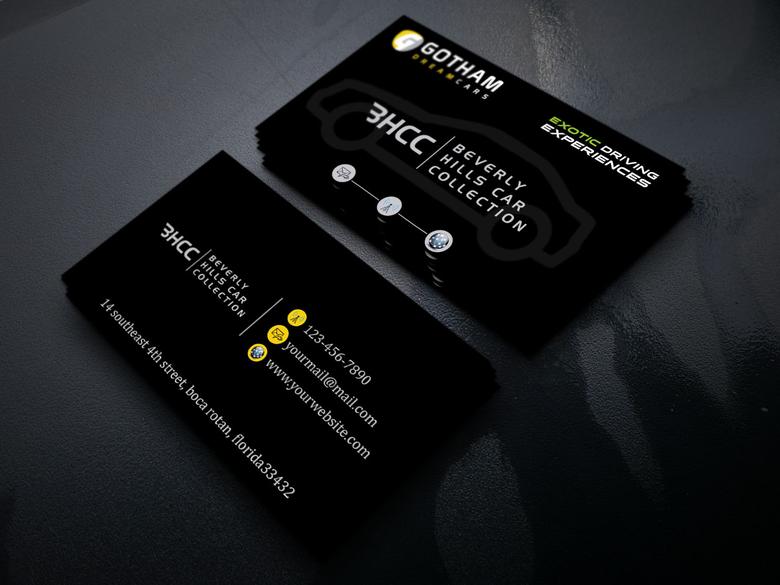 GOTHAM
DREAMCARS
EXOTIC DRIVING
EXPERIENCES
BHCC
BEVERLY
HILLS CAR
COLLECTION
BHCC
BEVERLY
HILLS CAR
COLLECTION
123-456-7890
yourmail@mail.com
www.yourwebsite.com
14 southeast 4th street, boca rotan, florida33432